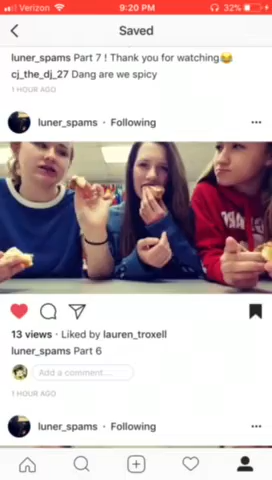 Verizon 9:20 PM 32%
Saved
luner_spams Part 7 ! Thank you for watching😂
cj_the_dj_27 Dang are we spicy
1 HOUR AGO
luner_spams · Following
13 views · Liked by lauren_troxell
luner_spams Part 6
Add a comment...
1 HOUR AGO
luner_spams · Following